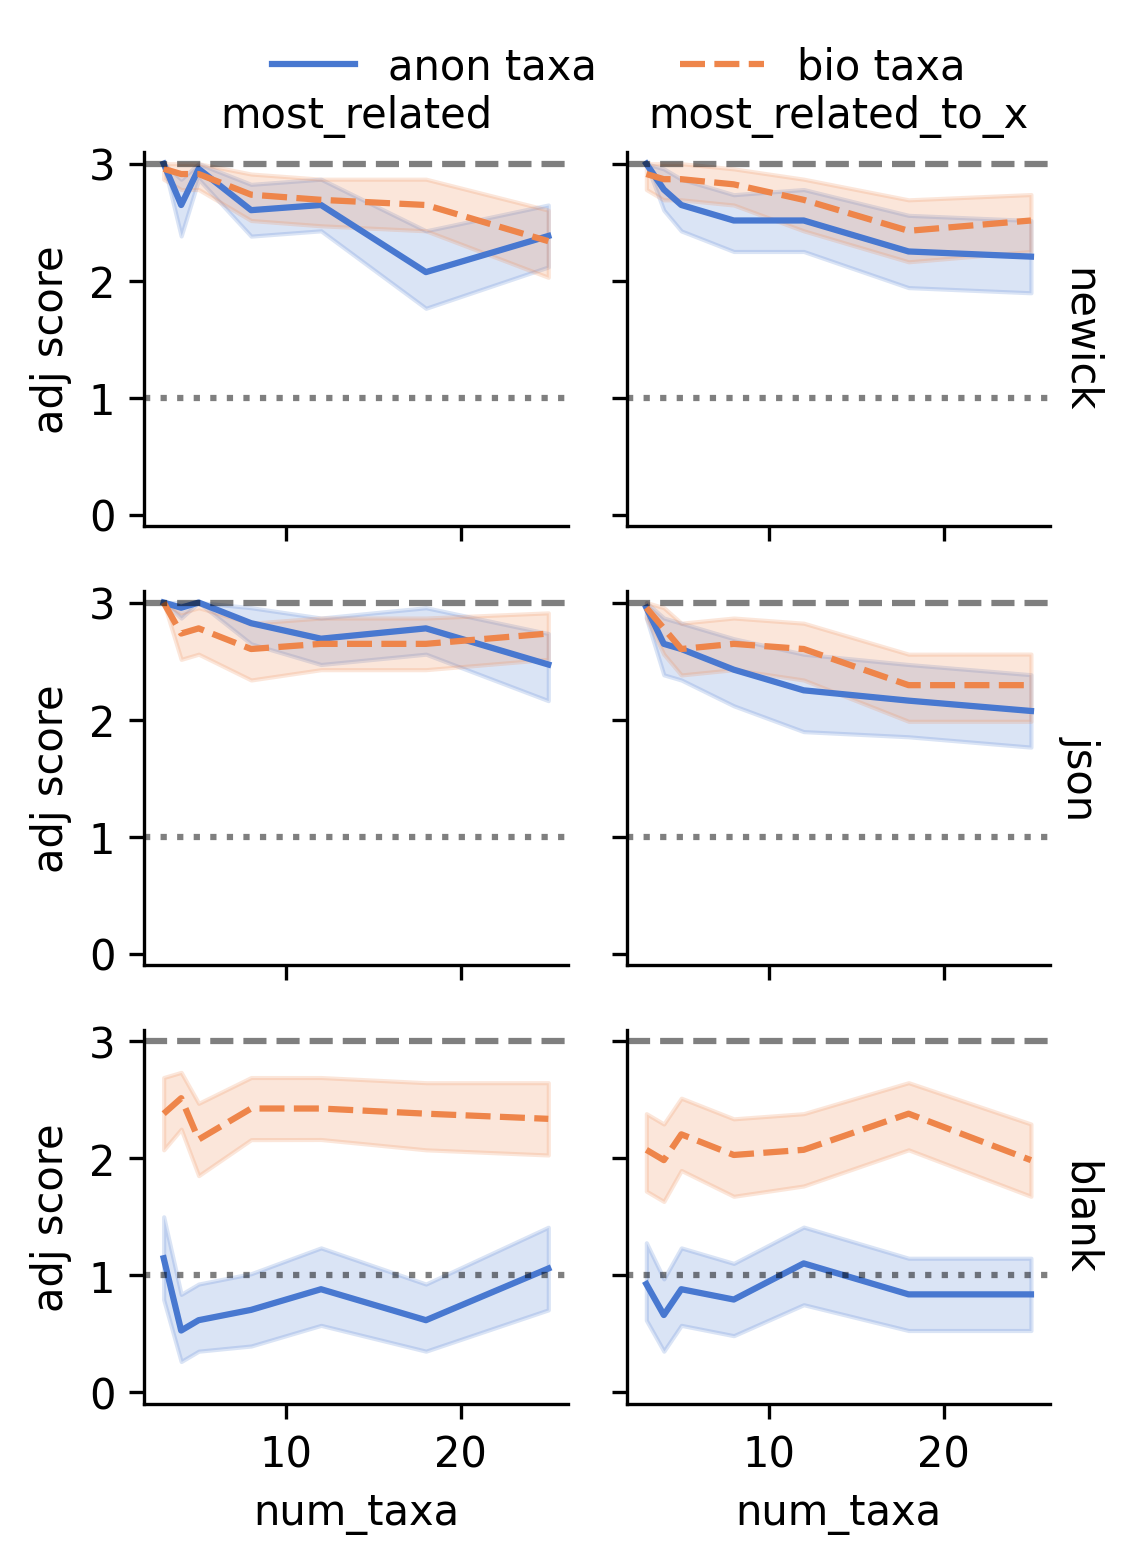 anon taxa bio taxa
most_related most_related_to_x
3
2
1
0
adj score
newick
3
2
1
0
adj score
json
3
2
1
0
adj score
blank
10 20 10 20
num_taxa num_taxa